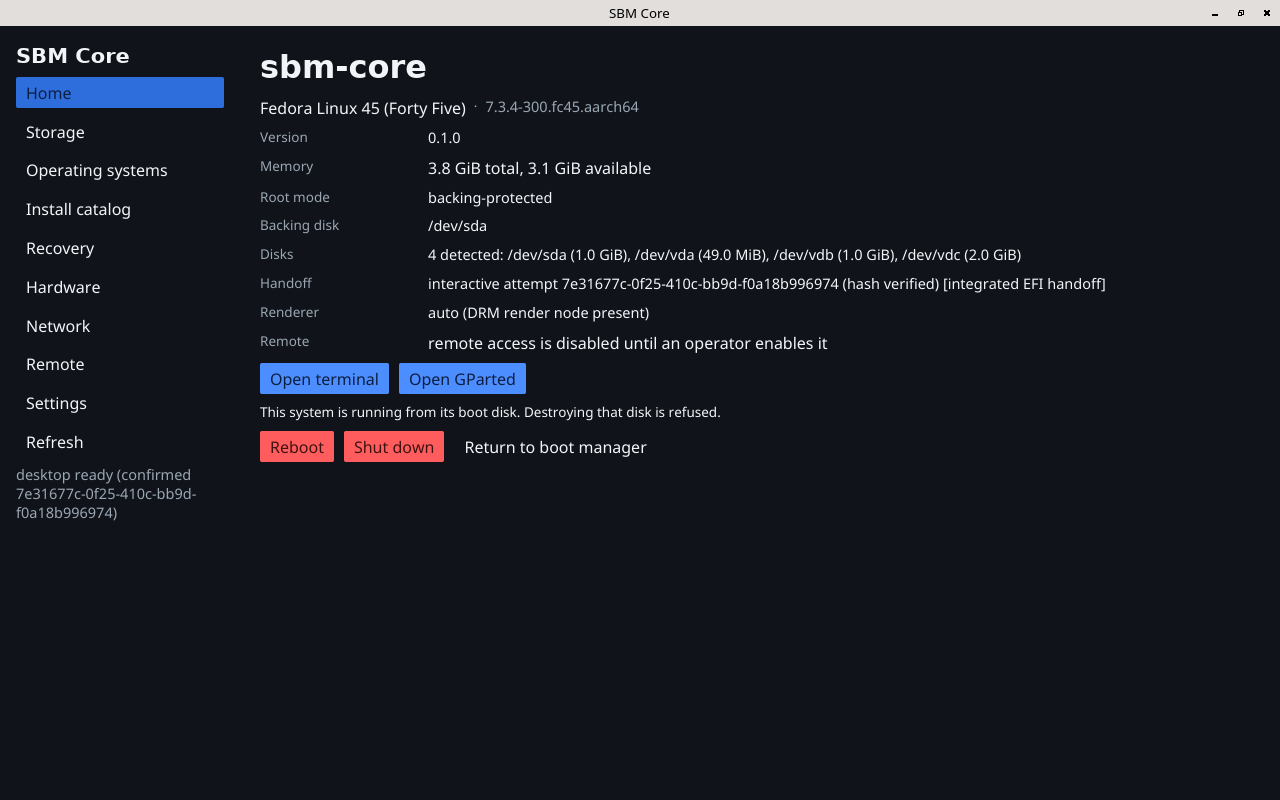 SBM Core
SBM Core
Home
Storage
Operating systems
Install catalog
Recovery
Hardware
Network
Remote
Settings
Refresh
desktop ready (confirmed
7e31677c-0f25-410c-bb9d-
f0a18b996974)
sbm-core
Fedora Linux 45 (Forty Five) · 7.3.4-300.fc45.aarch64
Version 0.1.0
Memory 3.8 GiB total, 3.1 GiB available
Root mode backing-protected
Backing disk /dev/sda
Disks 4 detected: /dev/sda (1.0 GiB), /dev/vda (49.0 MiB), /dev/vdb (1.0 GiB), /dev/vdc (2.0 GiB)
Handoff interactive attempt 7e31677c-0f25-410c-bb9d-f0a18b996974 (hash verified) [integrated EFI handoff]
Renderer auto (DRM render node present)
Remote remote access is disabled until an operator enables it
Open terminal Open GParted
This system is running from its boot disk. Destroying that disk is refused.
Reboot Shut down Return to boot manager